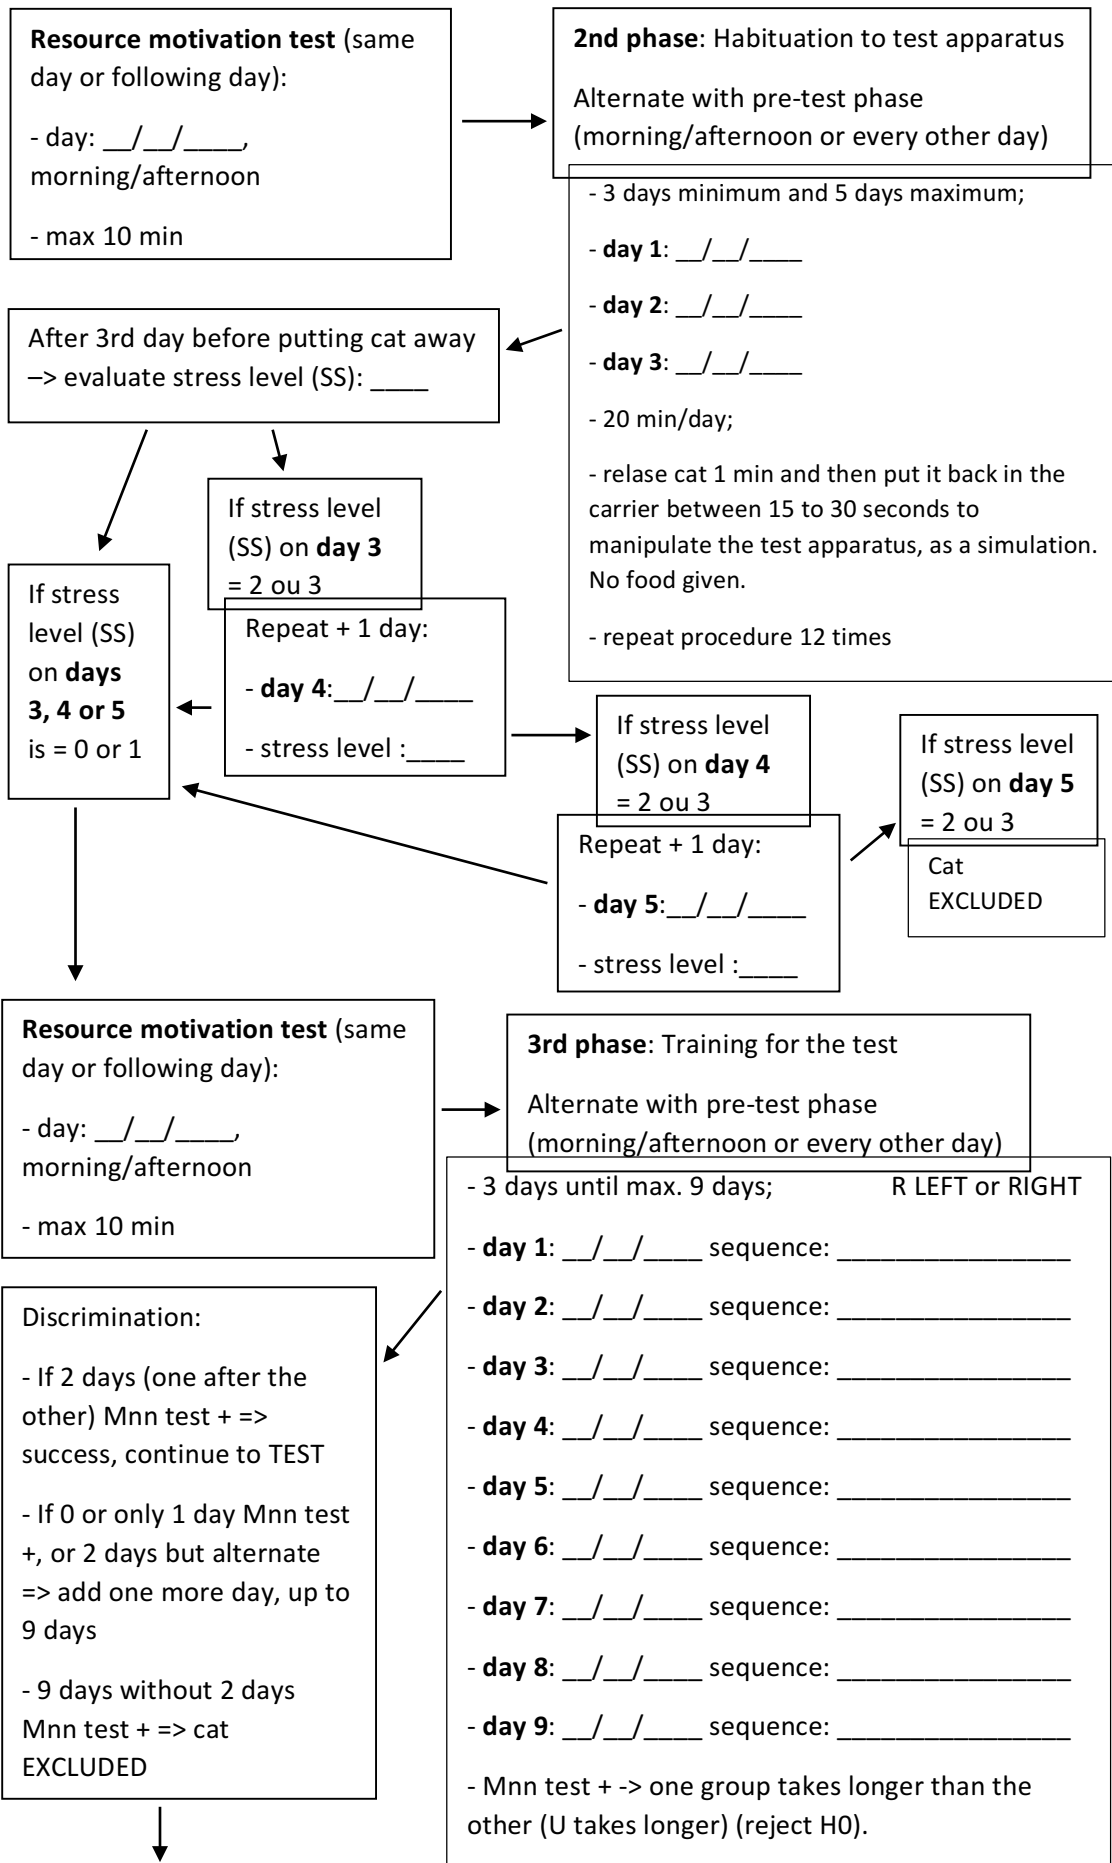 Resource motivation test (same
day or following day):
- day: __/__/____,
morning/afternoon
- max 10 min
2nd phase: Habituation to test apparatus
Alternate with pre-test phase
(morning/afternoon or every other day)
- 3 days minimum and 5 days maximum;
- day 1: __/__/____
- day 2: __/__/____
- day 3: __/__/____
- 20 min/day;
- relase cat 1 min and then put it back in the
carrier between 15 to 30 seconds to
manipulate the test apparatus, as a simulation.
No food given.
- repeat procedure 12 times
After 3rd day before putting cat away
–> evaluate stress level (SS): ____
If stress level
(SS) on day 3
= 2 ou 3
If stress
level (SS)
on days
3, 4 or 5
is = 0 or 1
Repeat + 1 day:
- day 4:__/__/____
- stress level :____
If stress level
(SS) on day 4
= 2 ou 3
Repeat + 1 day:
- day 5:__/__/____
- stress level :____
If stress level
(SS) on day 5
= 2 ou 3
Cat
EXCLUDED
Resource motivation test (same
day or following day):
- day: __/__/____,
morning/afternoon
- max 10 min
3rd phase: Training for the test
Alternate with pre-test phase
(morning/afternoon or every other day)
- 3 days until max. 9 days; R LEFT or RIGHT
- day 1: __/__/____ sequence: ________________
- day 2: __/__/____ sequence: ________________
- day 3: __/__/____ sequence: ________________
- day 4: __/__/____ sequence: ________________
- day 5: __/__/____ sequence: ________________
- day 6: __/__/____ sequence: ________________
- day 7: __/__/____ sequence: ________________
- day 8: __/__/____ sequence: ________________
- day 9: __/__/____ sequence: ________________
- Mnn test + -> one group takes longer than the
other (U takes longer) (reject H0).
Discrimination:
- If 2 days (one after the
other) Mnn test + =>
success, continue to TEST
- If 0 or only 1 day Mnn test
+, or 2 days but alternate
=> add one more day, up to
9 days
- 9 days without 2 days
Mnn test + => cat
EXCLUDED